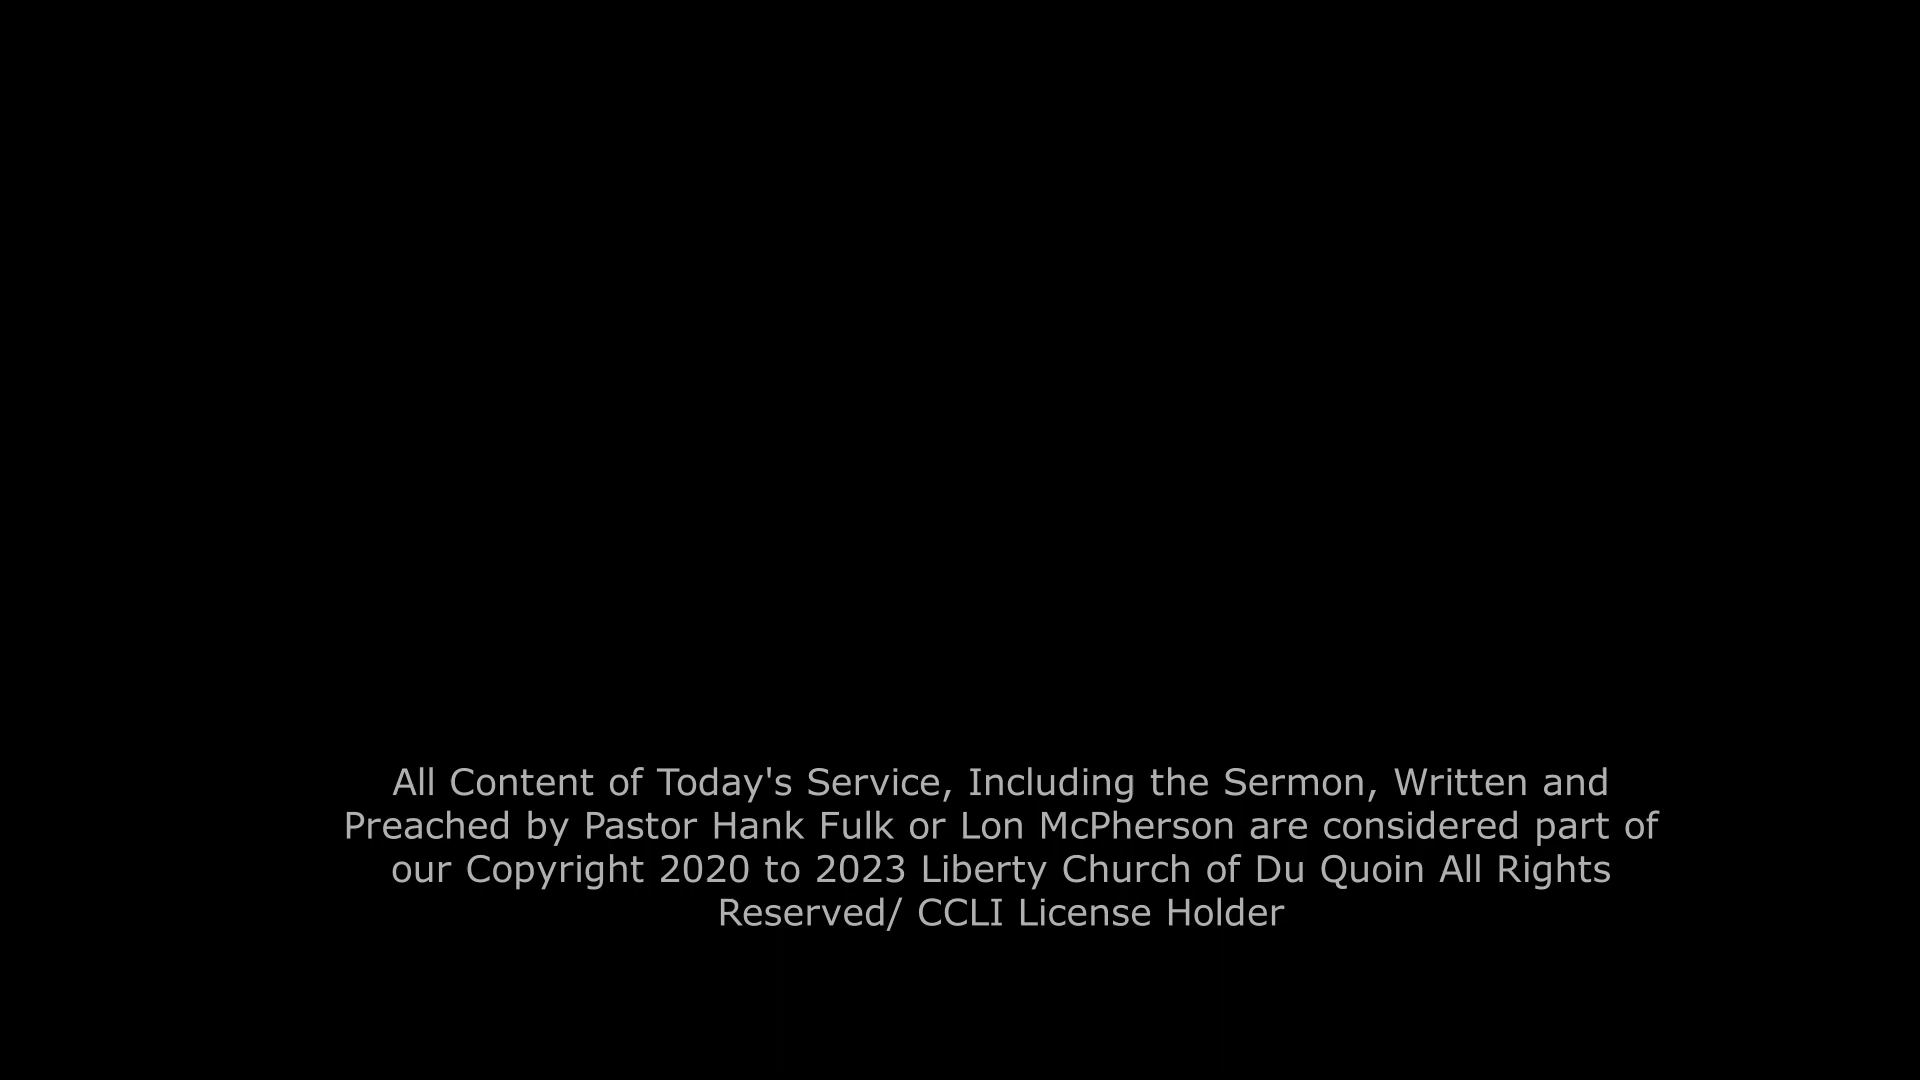 All Content of Today's Service, Including the Sermon, Written and
Preached by Pastor Hank Fulk or Lon McPherson are considered part of
our Copyright 2020 to 2023 Liberty Church of Du Quoin All Rights
Reserved/ CCLI License Holder